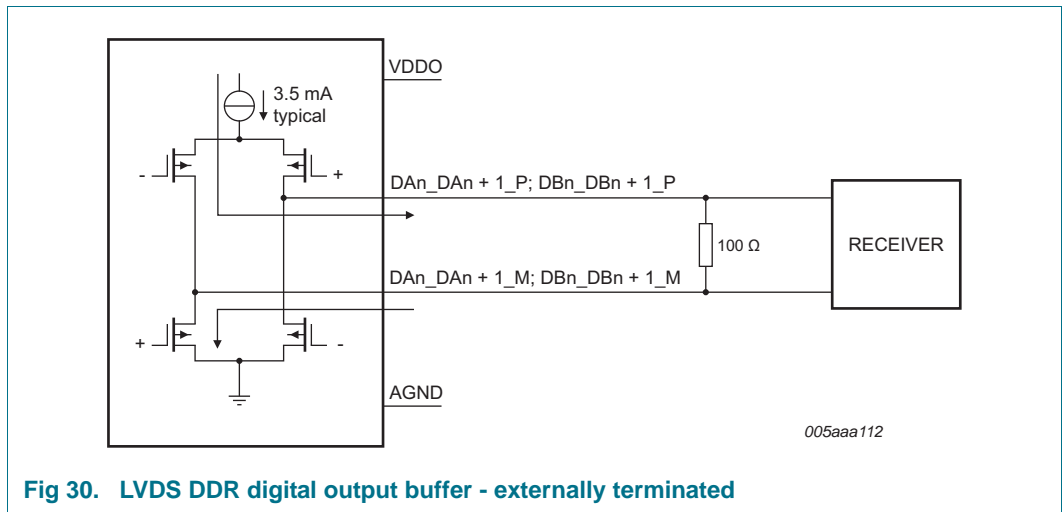 VDDO
3.5 mA
typical
-
+
DAn_DAn + 1_P; DBn_DBn + 1_P
100 Ω
RECEIVER
DAn_DAn + 1_M; DBn_DBn + 1_M
+
-
AGND
005aaa112
Fig 30. LVDS DDR digital output buffer - externally terminated